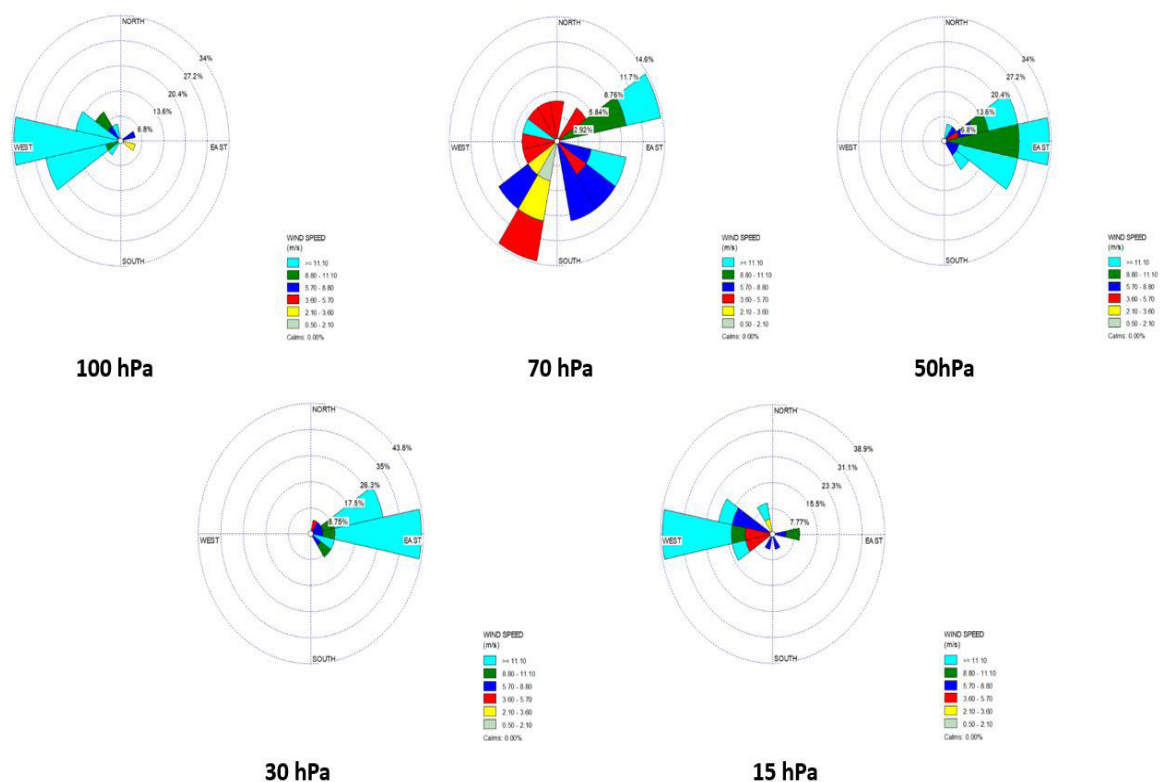 NORTH
34%
27.2%
20.4%
13.6%
6.8%
WEST
EAST
SOUTH
WIND SPEED
(m/s)
>= 11.10
8.80 - 11.10
5.70 - 8.80
3.60 - 5.70
2.10 - 3.60
0.50 - 2.10
Calms: 0.00%
100 hPa
NORTH
14.6%
11.7%
8.76%
5.84%
2.92%
WEST
EAST
SOUTH
WIND SPEED
(m/s)
>= 11.10
8.80 - 11.10
5.70 - 8.80
3.60 - 5.70
2.10 - 3.60
0.50 - 2.10
Calms: 0.00%
70 hPa
NORTH
34%
27.2%
20.4%
13.6%
6.8%
WEST
EAST
SOUTH
WIND SPEED
(m/s)
>= 11.10
8.80 - 11.10
5.70 - 8.80
3.60 - 5.70
2.10 - 3.60
0.50 - 2.10
Calms: 0.00%
50hPa
NORTH
43.8%
35%
26.3%
17.5%
8.75%
WEST
EAST
SOUTH
WIND SPEED
(m/s)
>= 11.10
8.80 - 11.10
5.70 - 8.80
3.60 - 5.70
2.10 - 3.60
0.50 - 2.10
Calms: 0.00%
30 hPa
NORTH
38.9%
31.1%
23.3%
15.5%
7.77%
WEST
EAST
SOUTH
WIND SPEED
(m/s)
>= 11.10
8.80 - 11.10
5.70 - 8.80
3.60 - 5.70
2.10 - 3.60
0.50 - 2.10
Calms: 0.00%
15 hPa